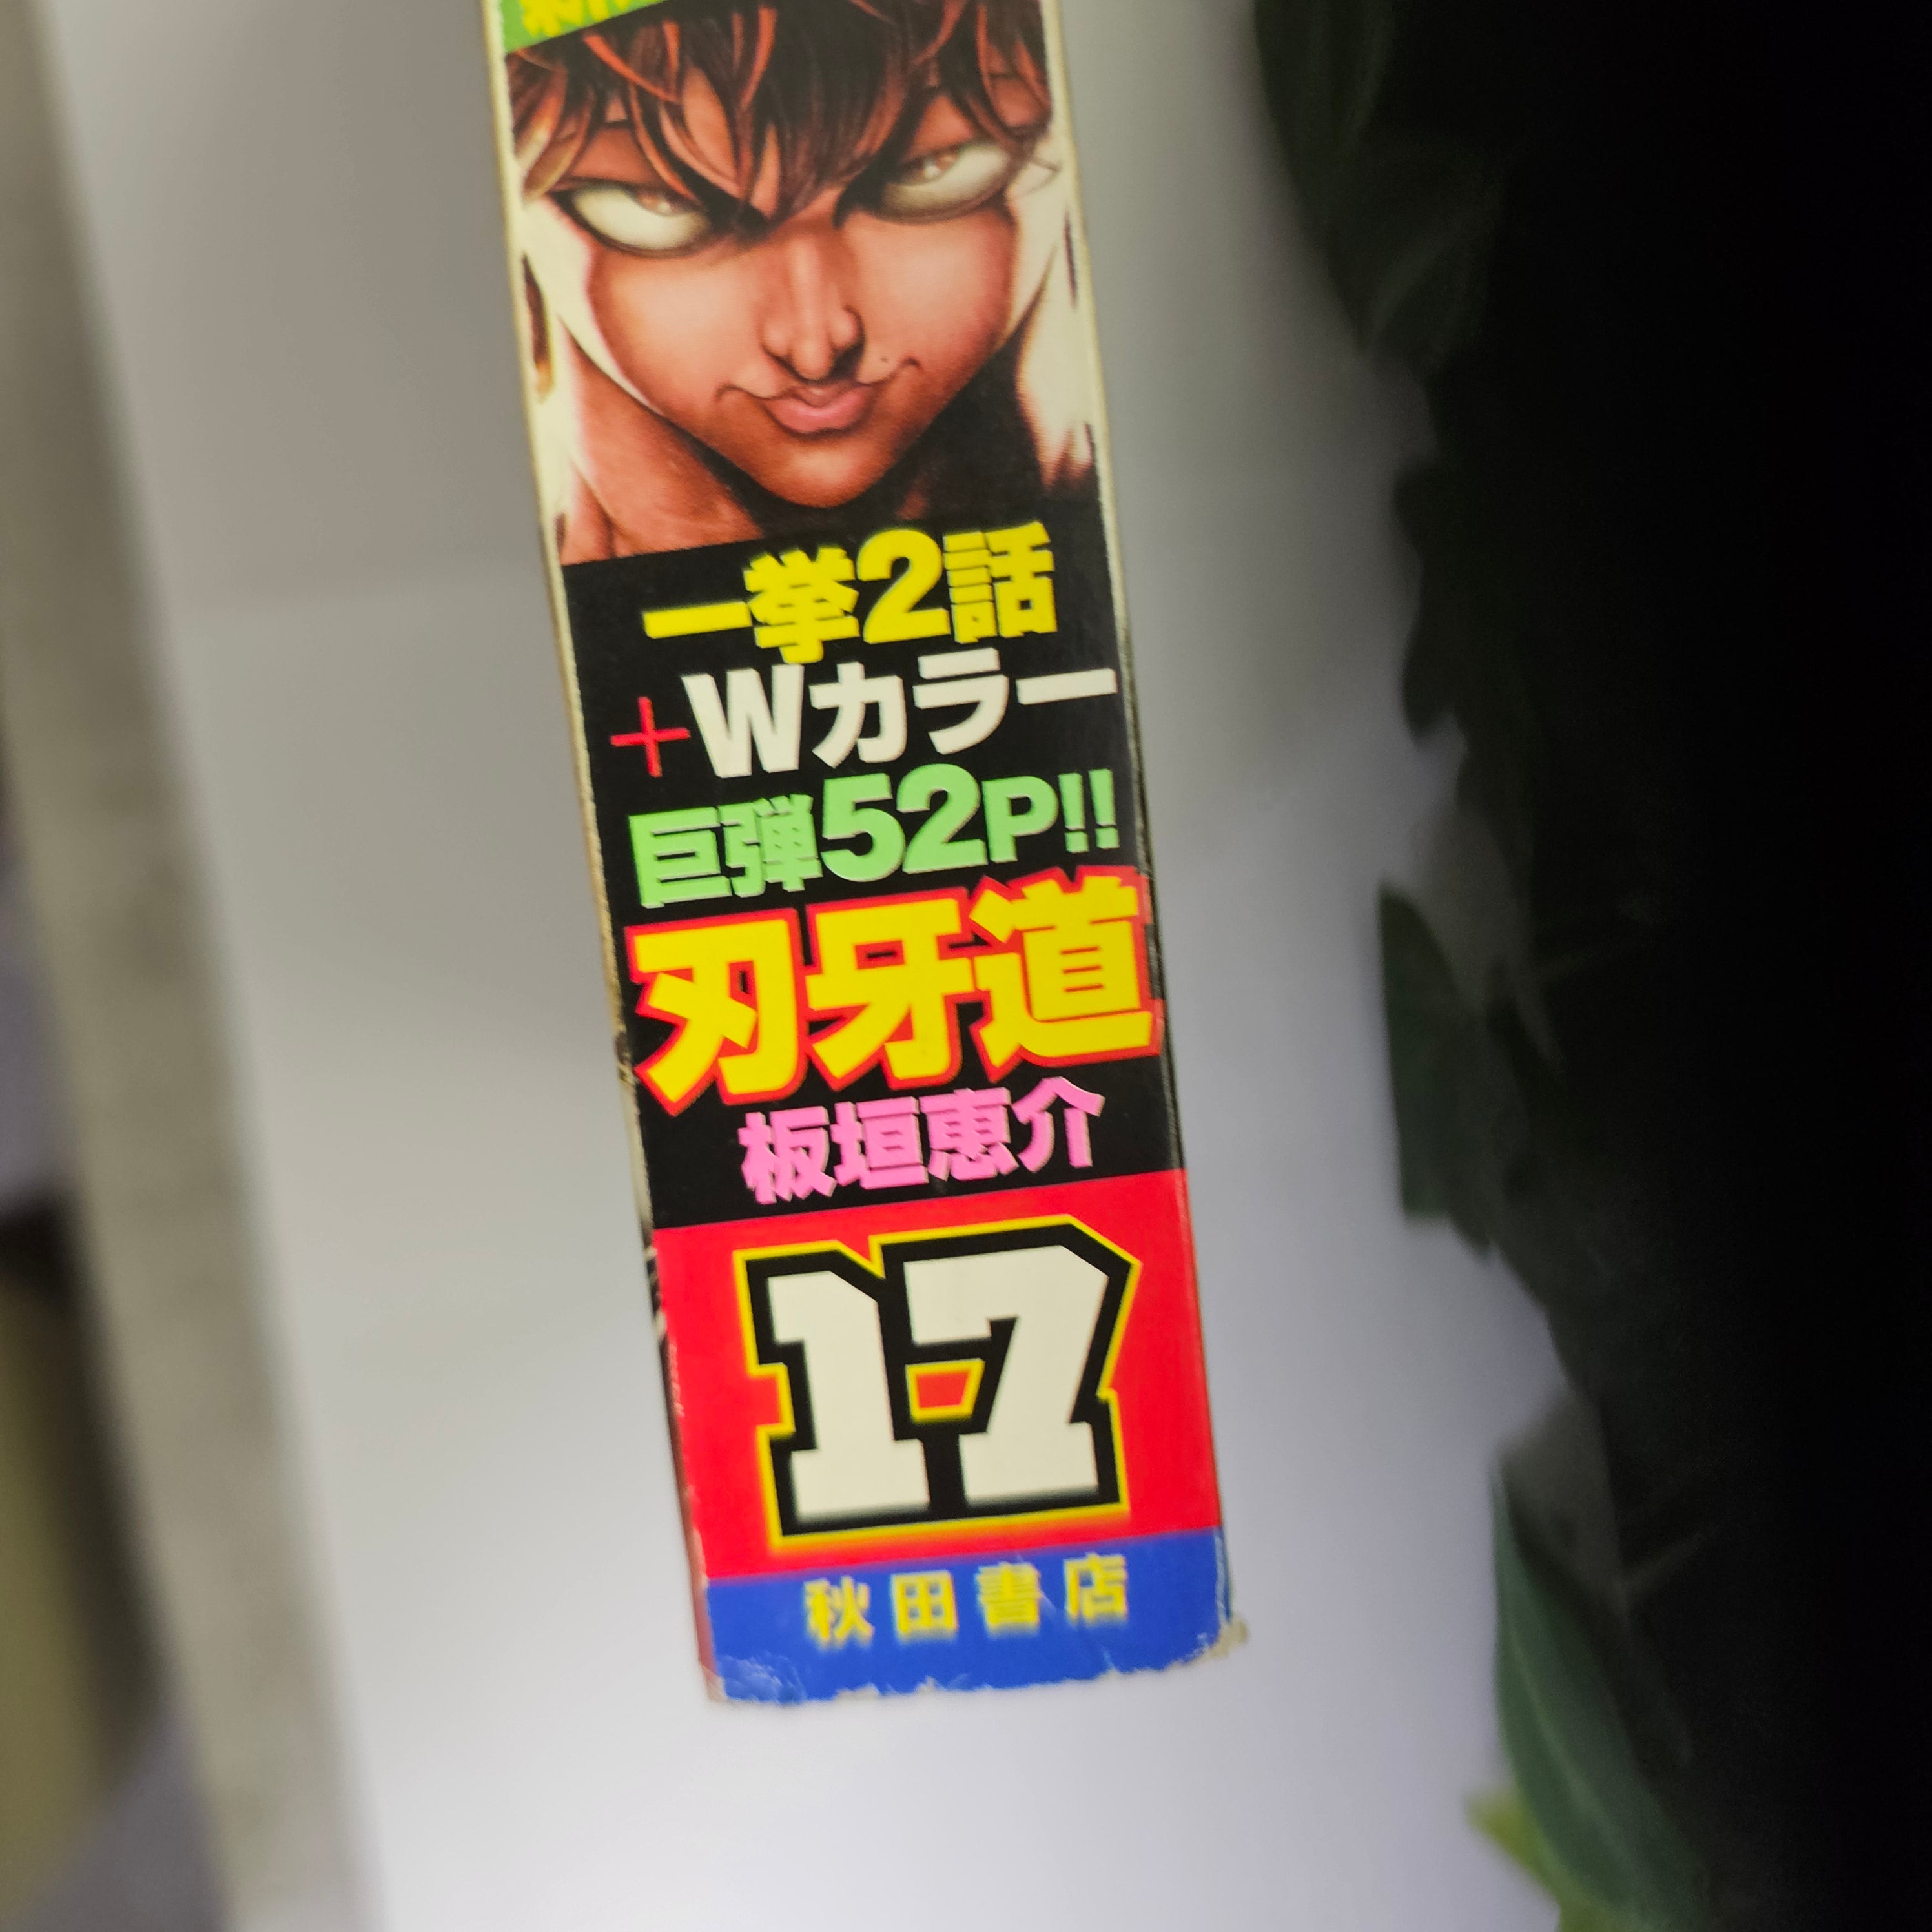 一挙2話
+Wカラー
巨弾52P!!
刃牙道
板垣恵介
17
秋田書店